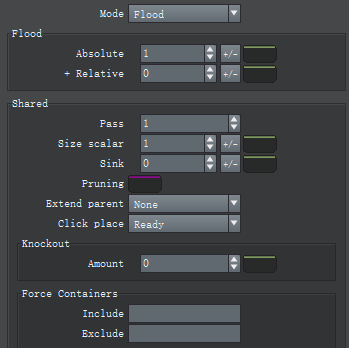 Mode Flood
Flood
Absolute 1 +/-
+ Relative 0 +/-
Shared
Pass 1
Size scalar 1 +/-
Sink 0 +/-
Pruning
Extend parent None
Click place Ready
Knockout
Amount 0
Force Containers
Include
Exclude